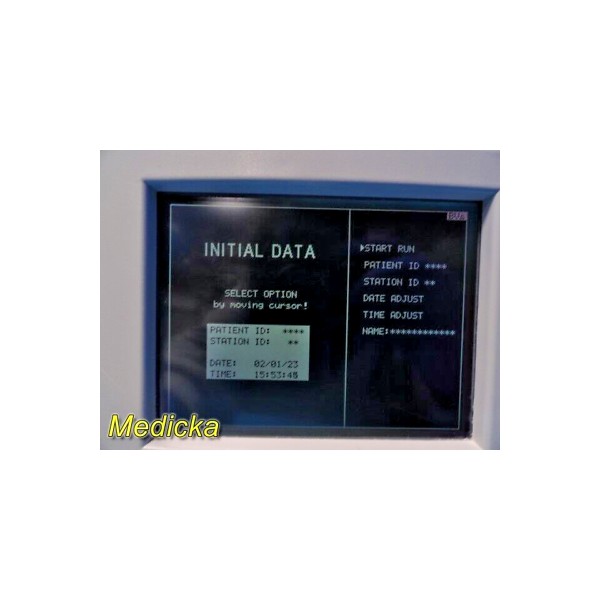 INITIAL DATA
SELECT OPTION
by moving cursor!
PATIENT ID: ****
STATION ID: **
DATE: 02/01/23
TIME: 15:53:48
▶START RUN
PATIENT ID ****
STATION ID **
DATE ADJUST
TIME ADJUST
NAME:************
Medicka